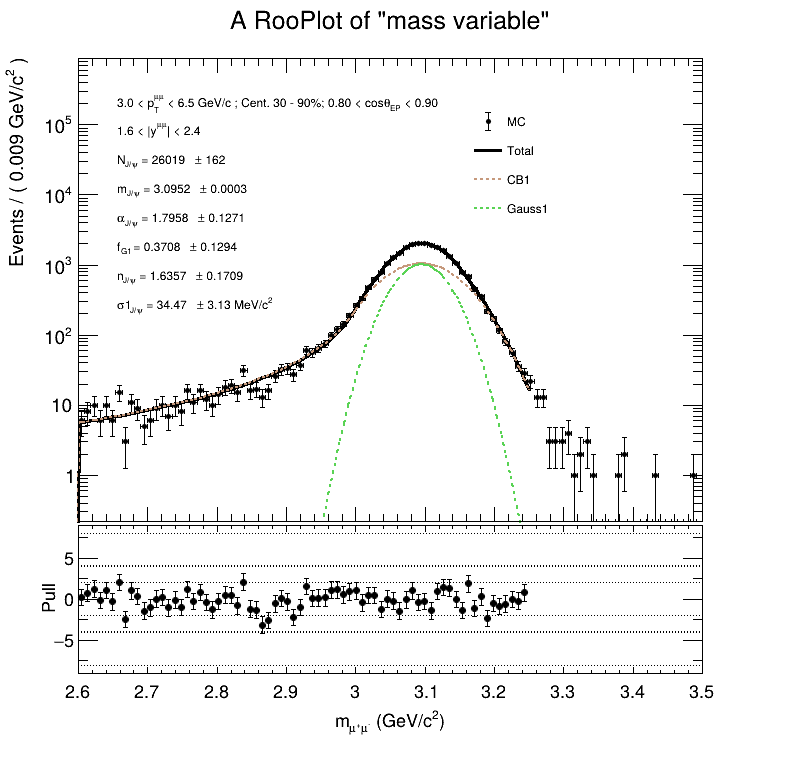 A RooPlot of "mass variable"
Events / ( 0.009 GeV/c² )
3.0 < p_T^μμ < 6.5 GeV/c ; Cent. 30 - 90%; 0.80 < cosθ_EP < 0.90
1.6 < |y^μμ| < 2.4
N_J/ψ = 26019 ± 162
m_J/ψ = 3.0952 ± 0.0003
α_J/ψ = 1.7958 ± 0.1271
f_G1 = 0.3708 ± 0.1294
n_J/ψ = 1.6357 ± 0.1709
σ1_J/ψ = 34.47 ± 3.13 MeV/c²
MC
Total
CB1
Gauss1
10⁵
10⁴
10³
10²
10
1
Pull
5
0
−5
2.6 2.7 2.8 2.9 3 3.1 3.2 3.3 3.4 3.5
m_μ⁺μ⁻ (GeV/c²)